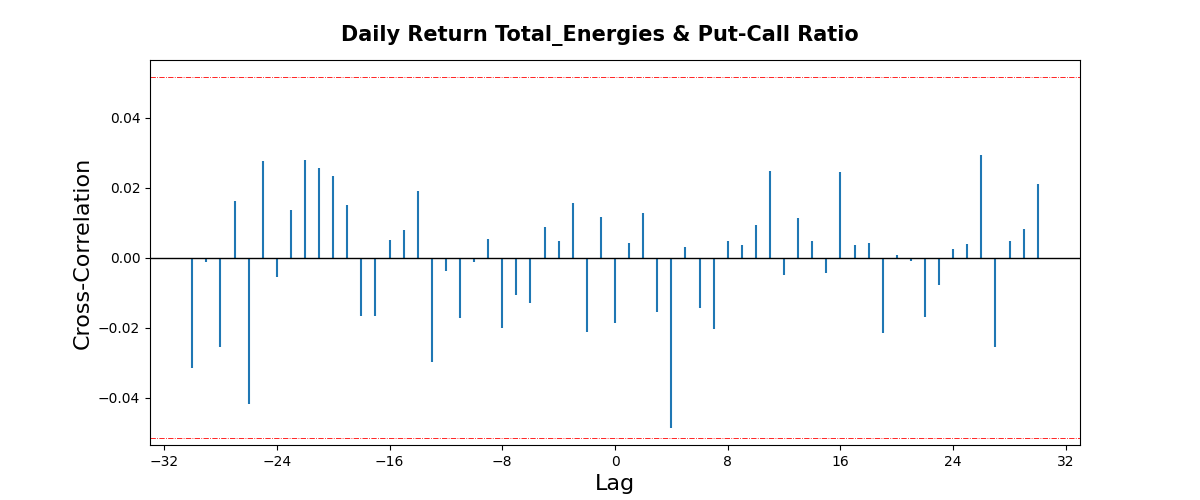 Daily Return Total_Energies & Put-Call Ratio
Cross-Correlation
0.04
0.02
0.00
−0.02
−0.04
−32 −24 −16 −8 0 8 16 24 32
Lag